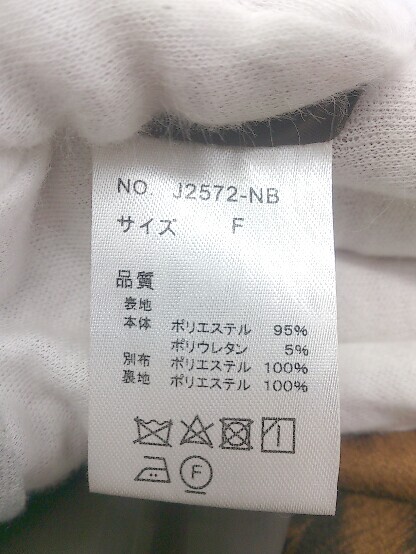 NO. J2572-NB
サイズ F
品質
表地
本体 ポリエステル 95%
ポリウレタン 5%
別布 ポリエステル 100%
裏地 ポリエステル 100%
F